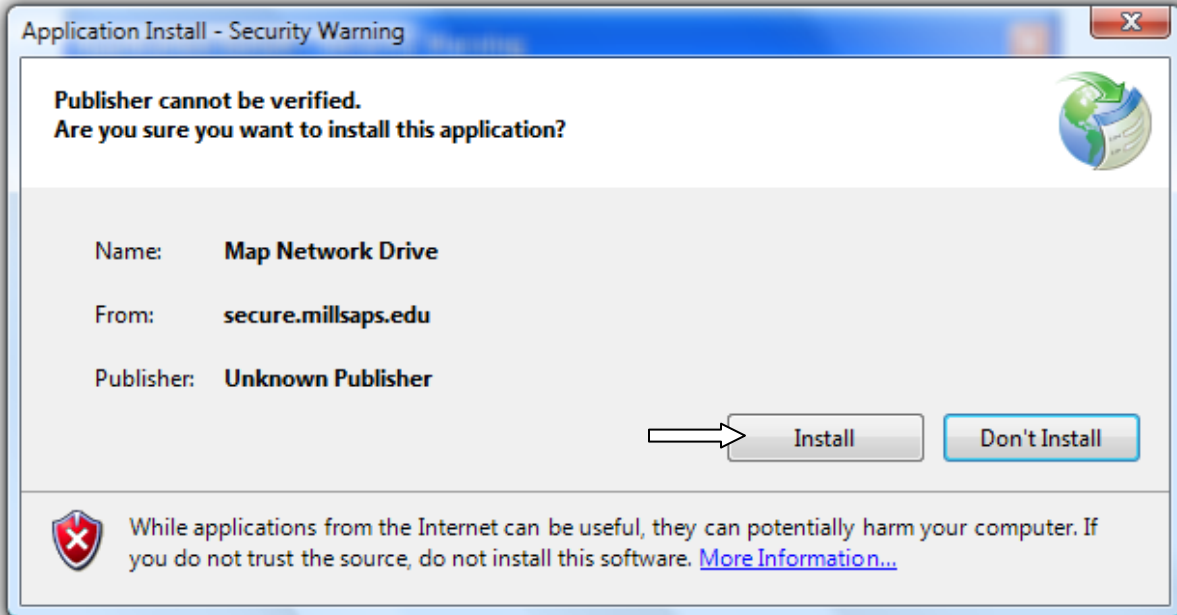 Application Install - Security Warning
Publisher cannot be verified.
Are you sure you want to install this application?
Name: Map Network Drive
From: secure.millsaps.edu
Publisher: Unknown Publisher
Install Don't Install
While applications from the Internet can be useful, they can potentially harm your computer. If
you do not trust the source, do not install this software. More Information...